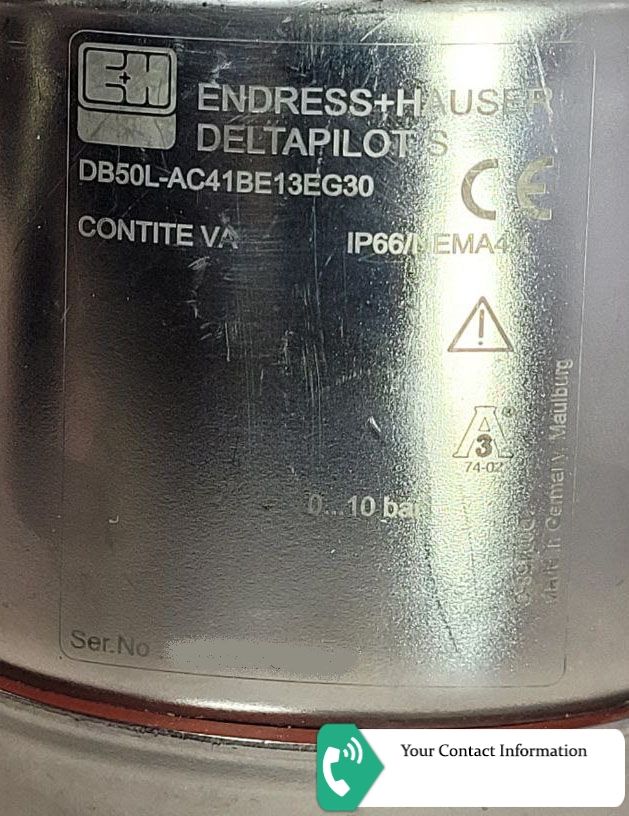 E+H
ENDRESS+HAUSER
DELTAPILOT S
DB50L-AC41BE13EG30
CE
CONTITE VA
IP66/NEMA4
A
3
®
74-02
0...10 bar
Made in Germany, Maulburg
Ser.No
Your Contact Information